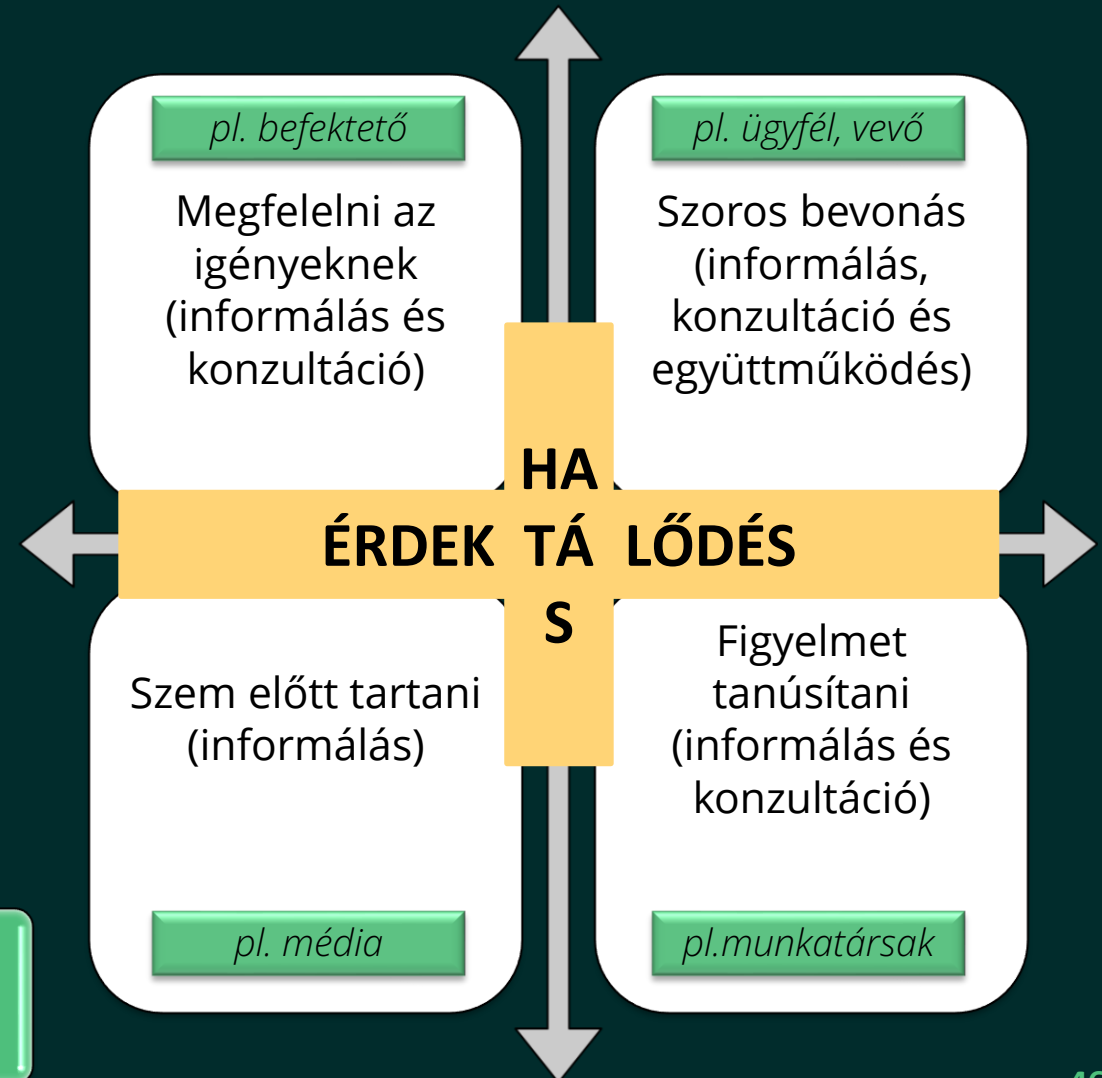 pl. befektető
Megfelelni az
igényeknek
(informálás és
konzultáció)
pl. ügyfél, vevő
Szoros bevonás
(informálás,
konzultáció és
együttműködés)
HA
ÉRDEK TÁ LŐDÉS
S
Szem előtt tartani
(informálás)
pl. média
Figyelmet
tanúsítani
(informálás és
konzultáció)
pl.munkatársak